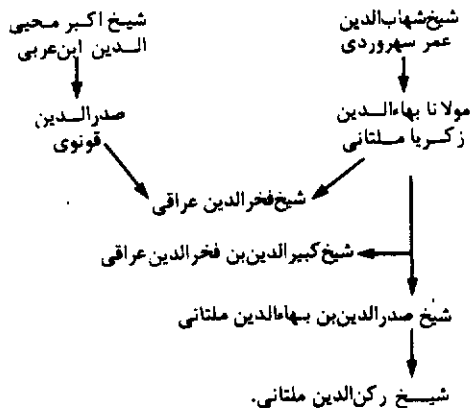 شیخ شهاب‌الدین
عمر سهروردی
شیخ اکبر محیی
الدین ابن‌عربی
مولانا بهاءالدین
زکریا ملتانی
صدرالدین
قونوی
شیخ فخرالدین عراقی
شیخ کبیرالدین بن فخرالدین عراقی
شیخ صدرالدین بن بهاءالدین ملتانی
شیخ رکن‌الدین ملتانی.